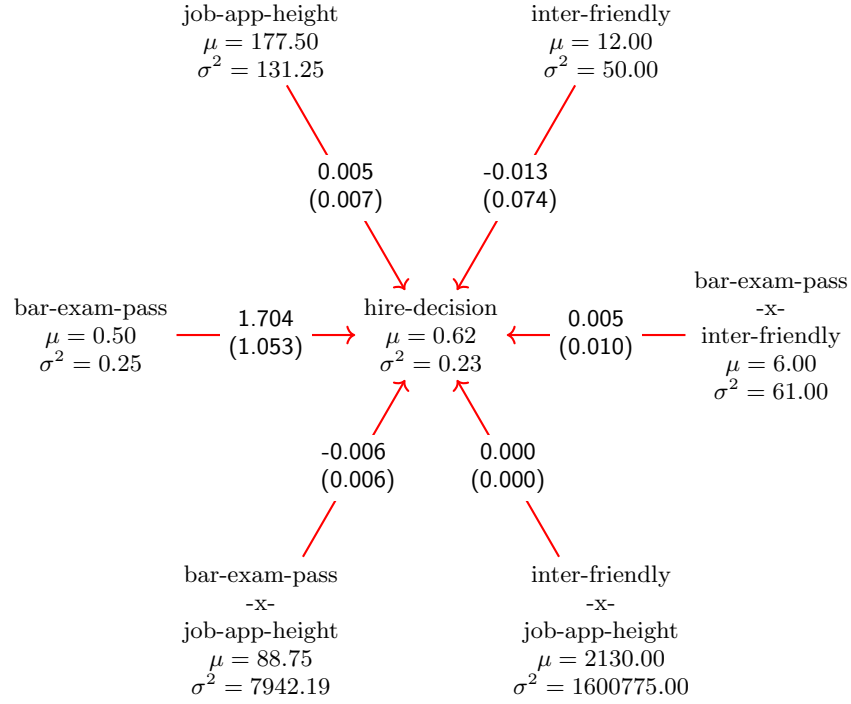 job-app-height
μ = 177.50
σ² = 131.25
inter-friendly
μ = 12.00
σ² = 50.00
0.005
(0.007)
-0.013
(0.074)
bar-exam-pass
μ = 0.50
σ² = 0.25
1.704
(1.053)
hire-decision
μ = 0.62
σ² = 0.23
0.005
(0.010)
bar-exam-pass
-x-
inter-friendly
μ = 6.00
σ² = 61.00
-0.006
(0.006)
0.000
(0.000)
bar-exam-pass
-x-
job-app-height
μ = 88.75
σ² = 7942.19
inter-friendly
-x-
job-app-height
μ = 2130.00
σ² = 1600775.00